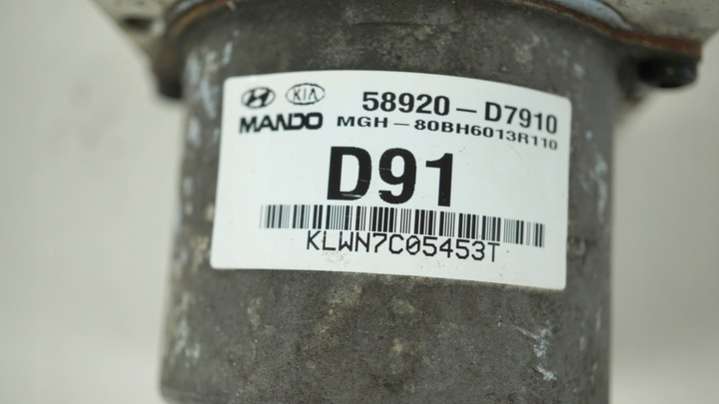 KIA 58920-D7910
MANDO MGH-80BH6013R110
D91
KLWN7C05453T